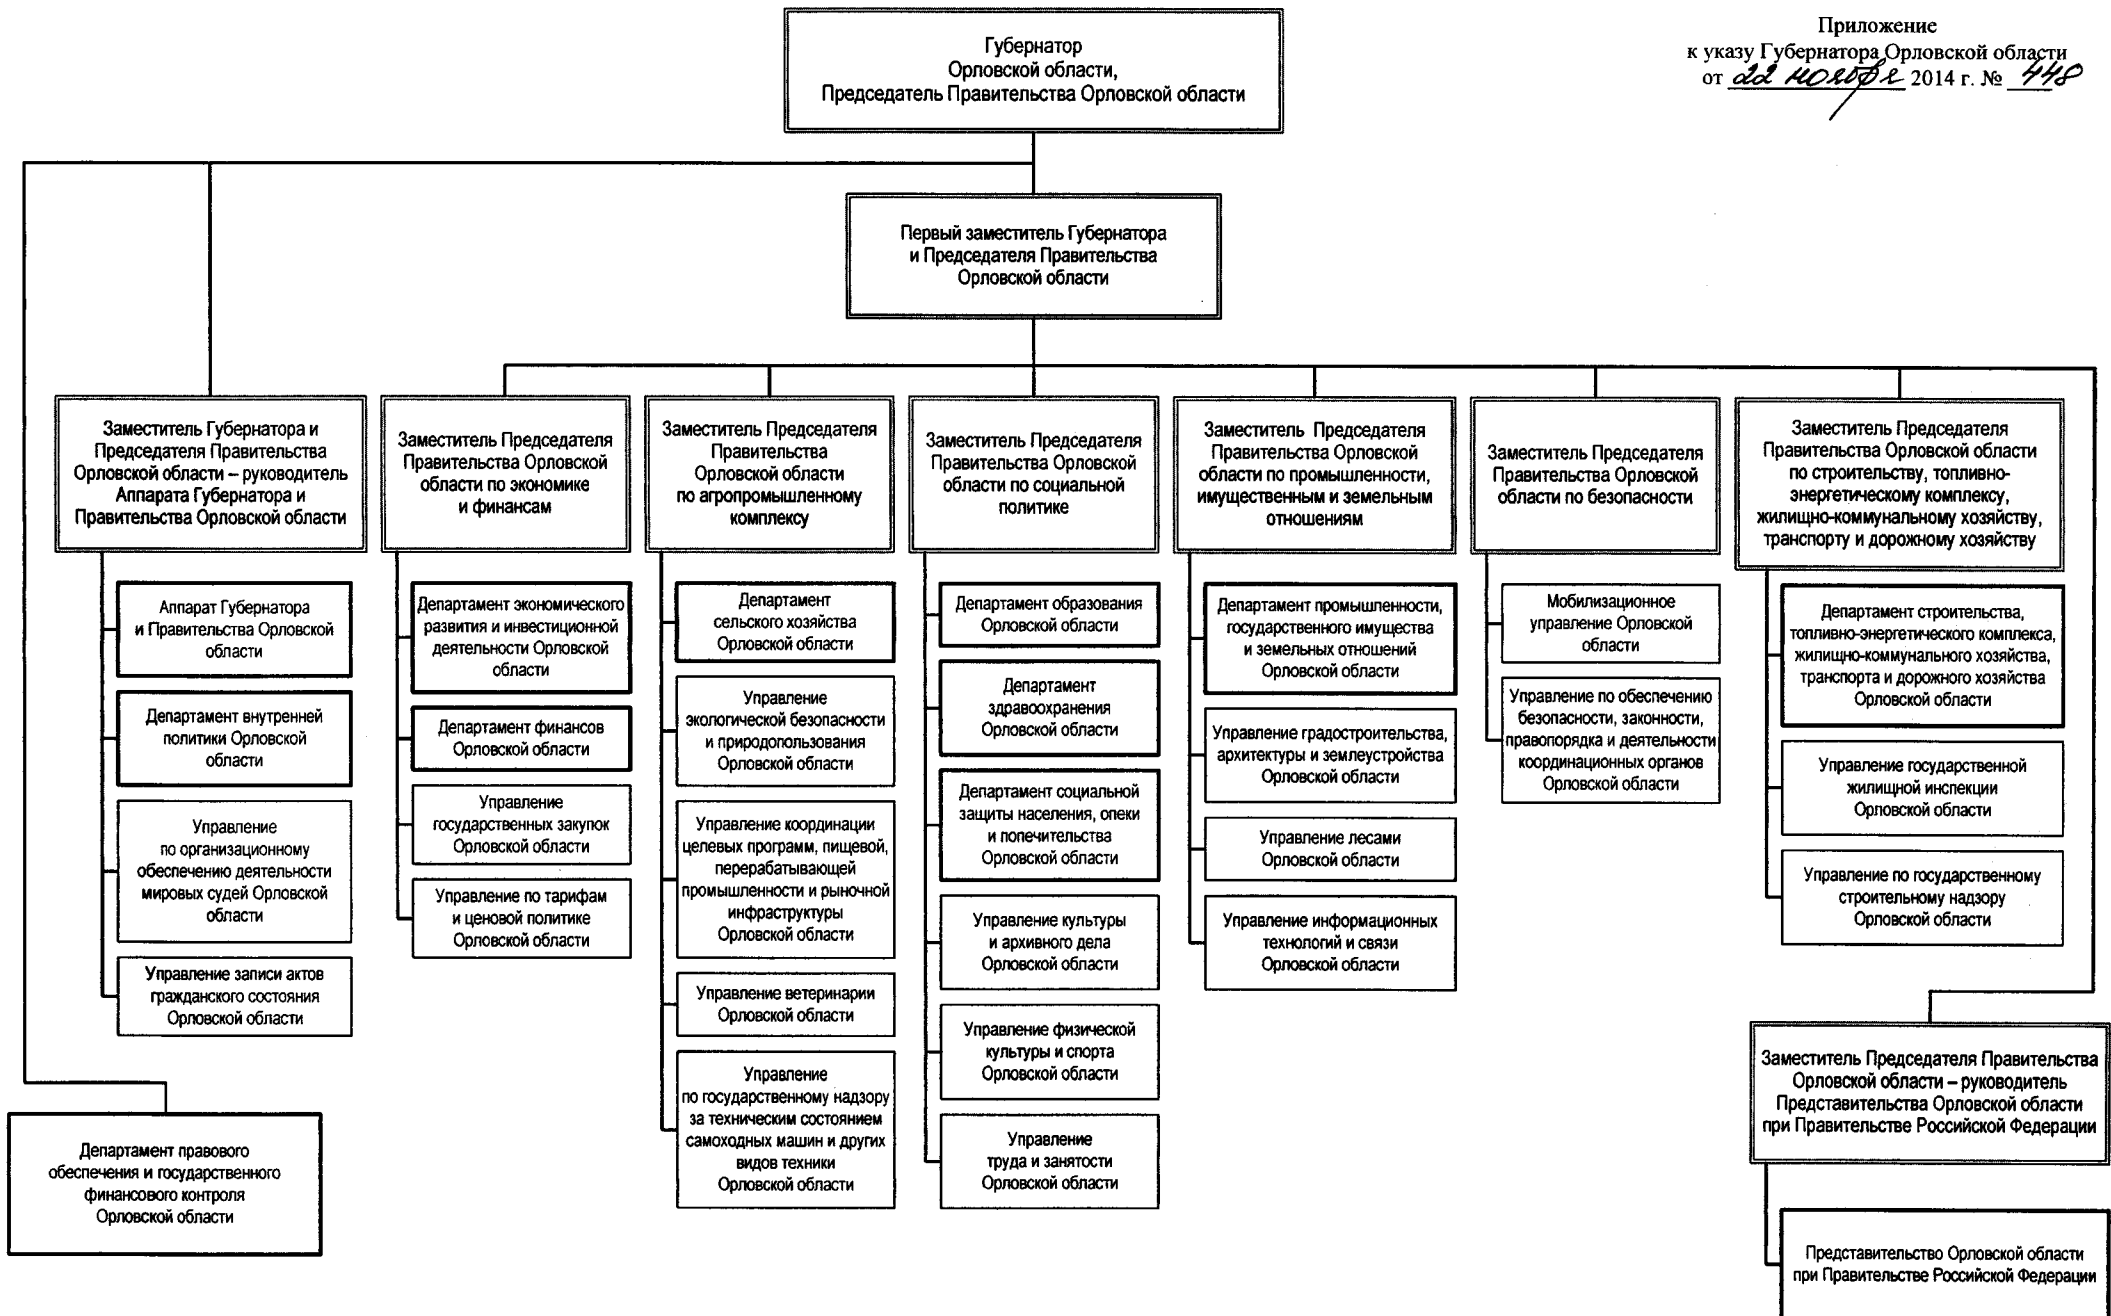 Приложение
к указу Губернатора Орловской области
от 22 ноября 2014 г. № 448
Губернатор
Орловской области,
Председатель Правительства Орловской области
Первый заместитель Губернатора
и Председателя Правительства
Орловской области
Заместитель Губернатора и
Председателя Правительства
Орловской области – руководитель
Аппарата Губернатора и
Правительства Орловской области
Аппарат Губернатора
и Правительства Орловской
области
Департамент внутренней
политики Орловской
области
Управление
по организационному
обеспечению деятельности
мировых судей Орловской
области
Управление записи актов
гражданского состояния
Орловской области
Департамент правового
обеспечения и государственного
финансового контроля
Орловской области
Заместитель Председателя
Правительства Орловской
области по экономике
и финансам
Департамент экономического
развития и инвестиционной
деятельности Орловской
области
Департамент финансов
Орловской области
Управление
государственных закупок
Орловской области
Управление по тарифам
и ценовой политике
Орловской области
Заместитель Председателя
Правительства
Орловской области
по агропромышленному
комплексу
Департамент
сельского хозяйства
Орловской области
Управление
экологической безопасности
и природопользования
Орловской области
Управление координации
целевых программ, пищевой,
перерабатывающей
промышленности и рыночной
инфраструктуры
Орловской области
Управление ветеринарии
Орловской области
Управление
по государственному надзору
за техническим состоянием
самоходных машин и других
видов техники
Орловской области
Заместитель Председателя
Правительства Орловской
области по социальной
политике
Департамент образования
Орловской области
Департамент
здравоохранения
Орловской области
Департамент социальной
защиты населения, опеки
и попечительства
Орловской области
Управление культуры
и архивного дела
Орловской области
Управление физической
культуры и спорта
Орловской области
Управление
труда и занятости
Орловской области
Заместитель Председателя
Правительства Орловской
области по промышленности,
имущественным и земельным
отношениям
Департамент промышленности,
государственного имущества
и земельных отношений
Орловской области
Управление градостроительства,
архитектуры и землеустройства
Орловской области
Управление лесами
Орловской области
Управление информационных
технологий и связи
Орловской области
Заместитель Председателя
Правительства Орловской
области по безопасности
Мобилизационное
управление Орловской
области
Управление по обеспечению
безопасности, законности,
правопорядка и деятельности
координационных органов
Орловской области
Заместитель Председателя
Правительства Орловской области
по строительству, топливно-
энергетическому комплексу,
жилищно-коммунальному хозяйству,
транспорту и дорожному хозяйству
Департамент строительства,
топливно-энергетического комплекса,
жилищно-коммунального хозяйства,
транспорта и дорожного хозяйства
Орловской области
Управление государственной
жилищной инспекции
Орловской области
Управление по государственному
строительному надзору
Орловской области
Заместитель Председателя Правительства
Орловской области – руководитель
Представительства Орловской области
при Правительстве Российской Федерации
Представительство Орловской области
при Правительстве Российской Федерации